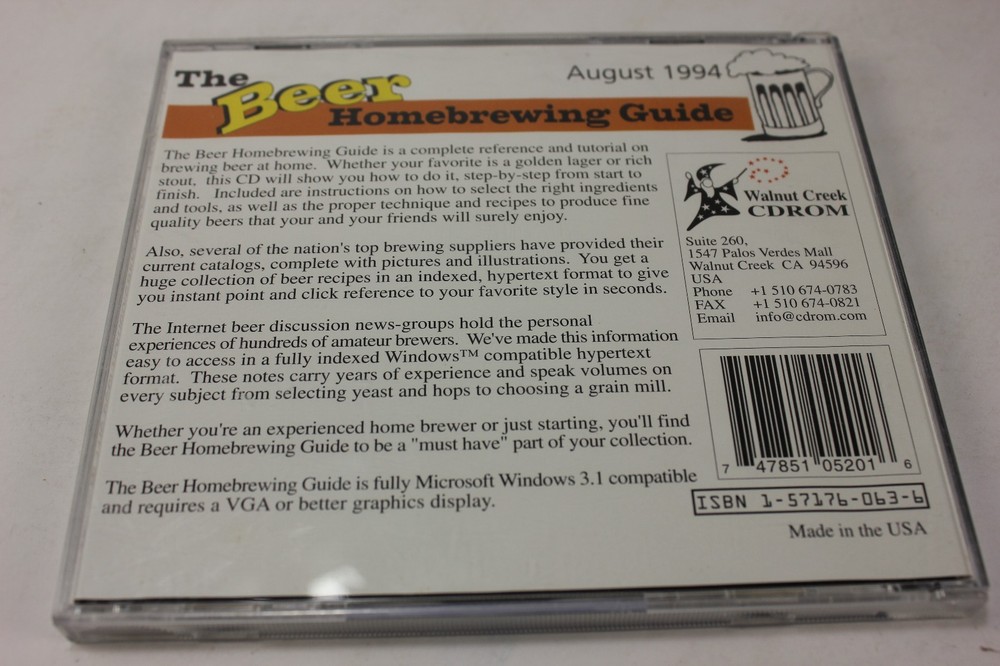 The Beer
August 1994
Homebrewing Guide
The Beer Homebrewing Guide is a complete reference and tutorial on
brewing beer at home. Whether your favorite is a golden lager or rich
stout, this CD will show you how to do it, step-by-step from start to
finish. Included are instructions on how to select the right ingredients
and tools, as well as the proper technique and recipes to produce fine
quality beers that your and your friends will surely enjoy.
Also, several of the nation's top brewing suppliers have provided their
current catalogs, complete with pictures and illustrations. You get a
huge collection of beer recipes in an indexed, hypertext format to give
you instant point and click reference to your favorite style in seconds.
The Internet beer discussion news-groups hold the personal
experiences of hundreds of amateur brewers. We've made this information
easy to access in a fully indexed Windows™ compatible hypertext
format. These notes carry years of experience and speak volumes on
every subject from selecting yeast and hops to choosing a grain mill.
Whether you're an experienced home brewer or just starting, you'll find
the Beer Homebrewing Guide to be a "must have" part of your collection.
The Beer Homebrewing Guide is fully Microsoft Windows 3.1 compatible
and requires a VGA or better graphics display.
Walnut Creek
CDROM
Suite 260,
1547 Palos Verdes Mall
Walnut Creek CA 94596
USA
Phone +1 510 674-0783
FAX +1 510 674-0821
Email info@cdrom.com
7 47851 05201 6
ISBN 1-57176-063-6
Made in the USA